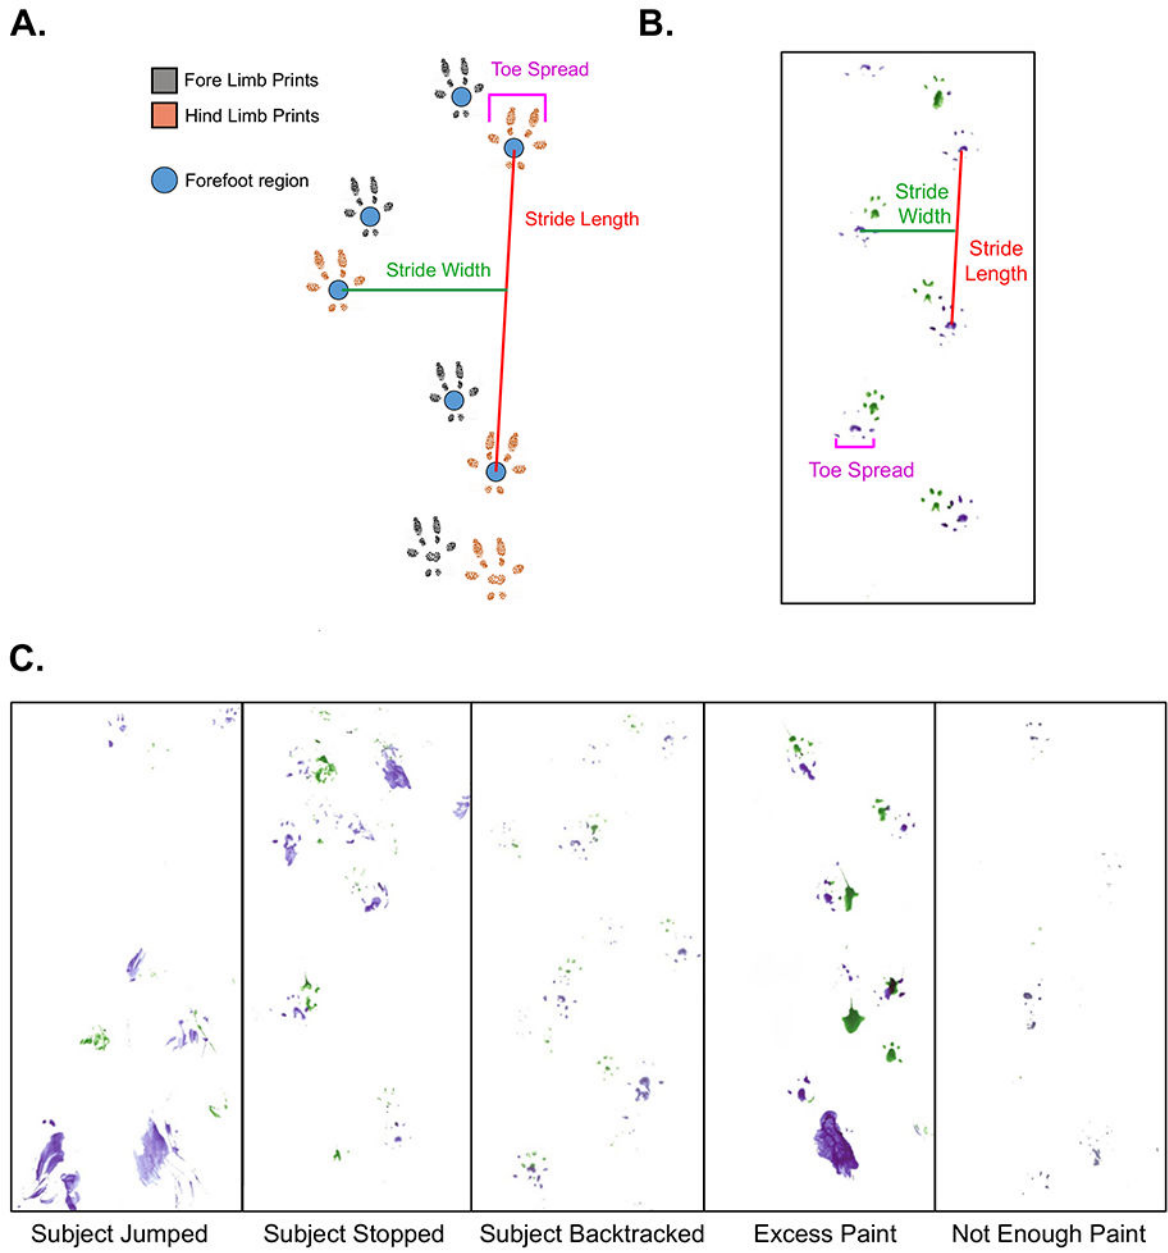 A.
Fore Limb Prints
Hind Limb Prints
Forefoot region
Toe Spread
Stride Length
Stride Width
B.
Stride
Width
Stride
Length
Toe Spread
C.
Subject Jumped
Subject Stopped
Subject Backtracked
Excess Paint
Not Enough Paint